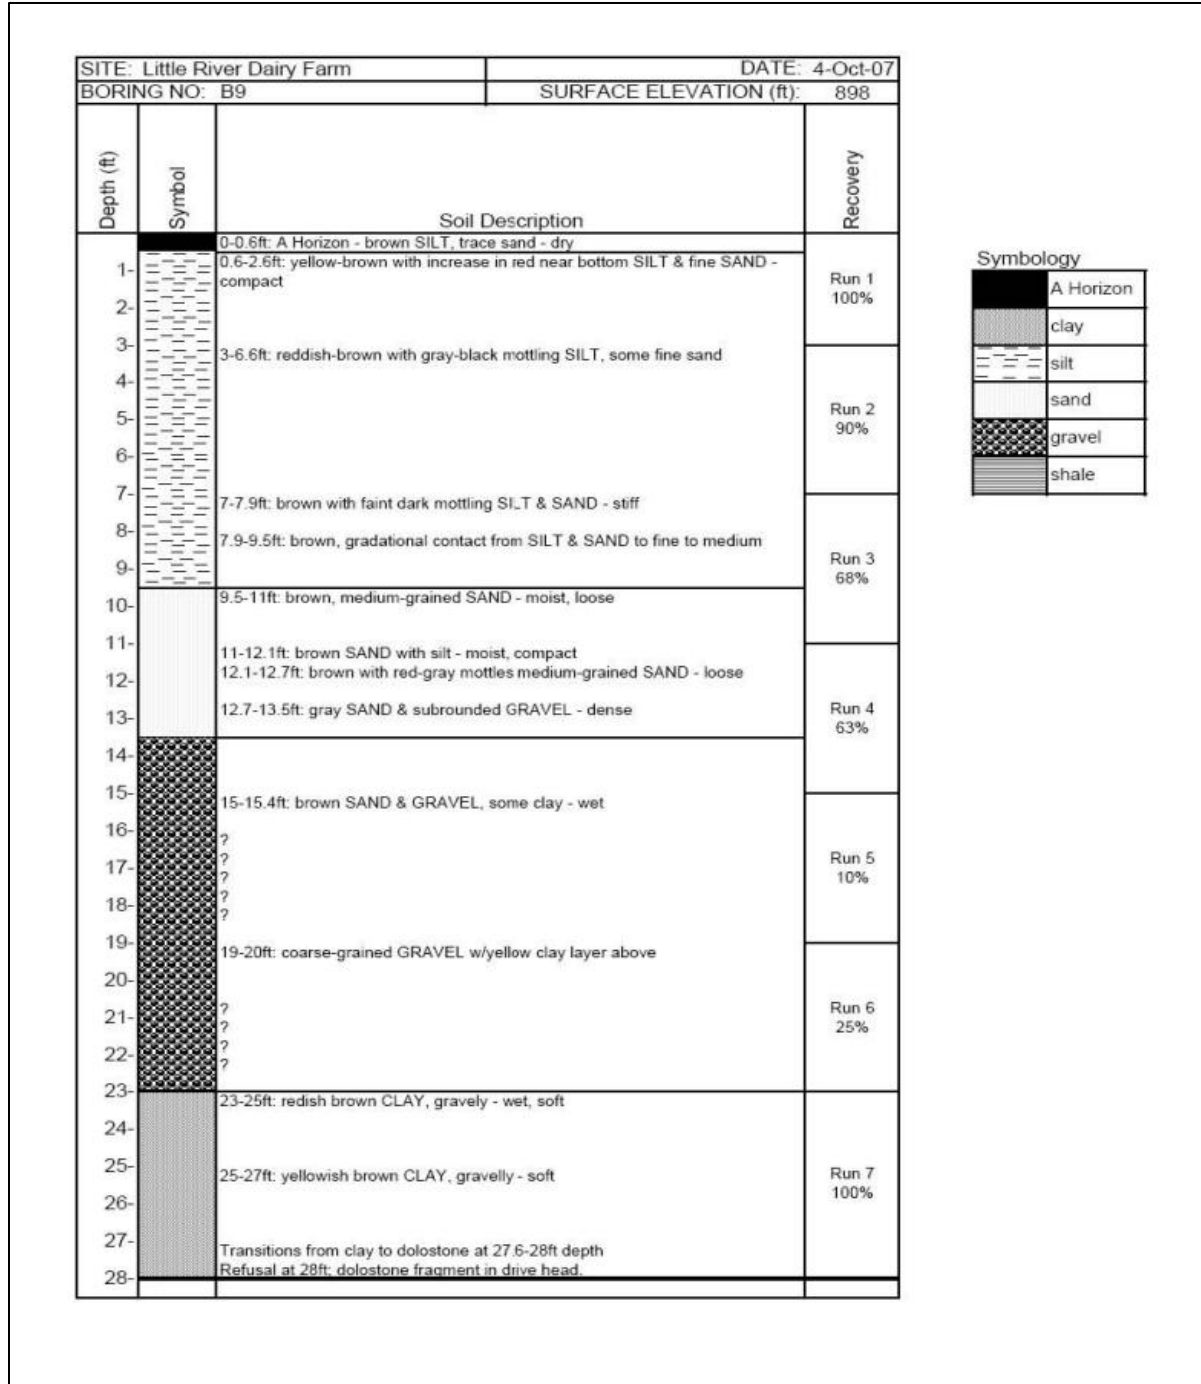 SITE: Little River Dairy Farm DATE: 4-Oct-07
BORING NO: B9 SURFACE ELEVATION (ft): 898
Depth (ft) Symbol Soil Description Recovery
0-0.6ft: A Horizon - brown SILT, trace sand - dry
0.6-2.6ft: yellow-brown with increase in red near bottom SILT & fine SAND -
compact
1-
Run 1
100%
2-
3-
3-6.6ft: reddish-brown with gray-black mottling SILT, some fine sand
4-
5-
Run 2
90%
6-
7-
7-7.9ft: brown with faint dark mottling SILT & SAND - stiff
8-
7.9-9.5ft: brown, gradational contact from SILT & SAND to fine to medium
9-
Run 3
68%
9.5-11ft: brown, medium-grained SAND - moist, loose
10-
11-
11-12.1ft: brown SAND with silt - moist, compact
12.1-12.7ft: brown with red-gray mottles medium-grained SAND - loose
12-
12.7-13.5ft: gray SAND & subrounded GRAVEL - dense
13-
Run 4
63%
14-
15-
15-15.4ft: brown SAND & GRAVEL, some clay - wet
16-
?
?
17-
?
?
18-
?
Run 5
10%
19-
19-20ft: coarse-grained GRAVEL w/yellow clay layer above
20-
?
21-
?
?
22-
?
Run 6
25%
23-
23-25ft: redish brown CLAY, gravely - wet, soft
24-
25-
25-27ft: yellowish brown CLAY, gravelly - soft
Run 7
100%
26-
27-
Transitions from clay to dolostone at 27.6-28ft depth
Refusal at 28ft; dolostone fragment in drive head.
28-
Symbology
A Horizon
clay
silt
sand
gravel
shale